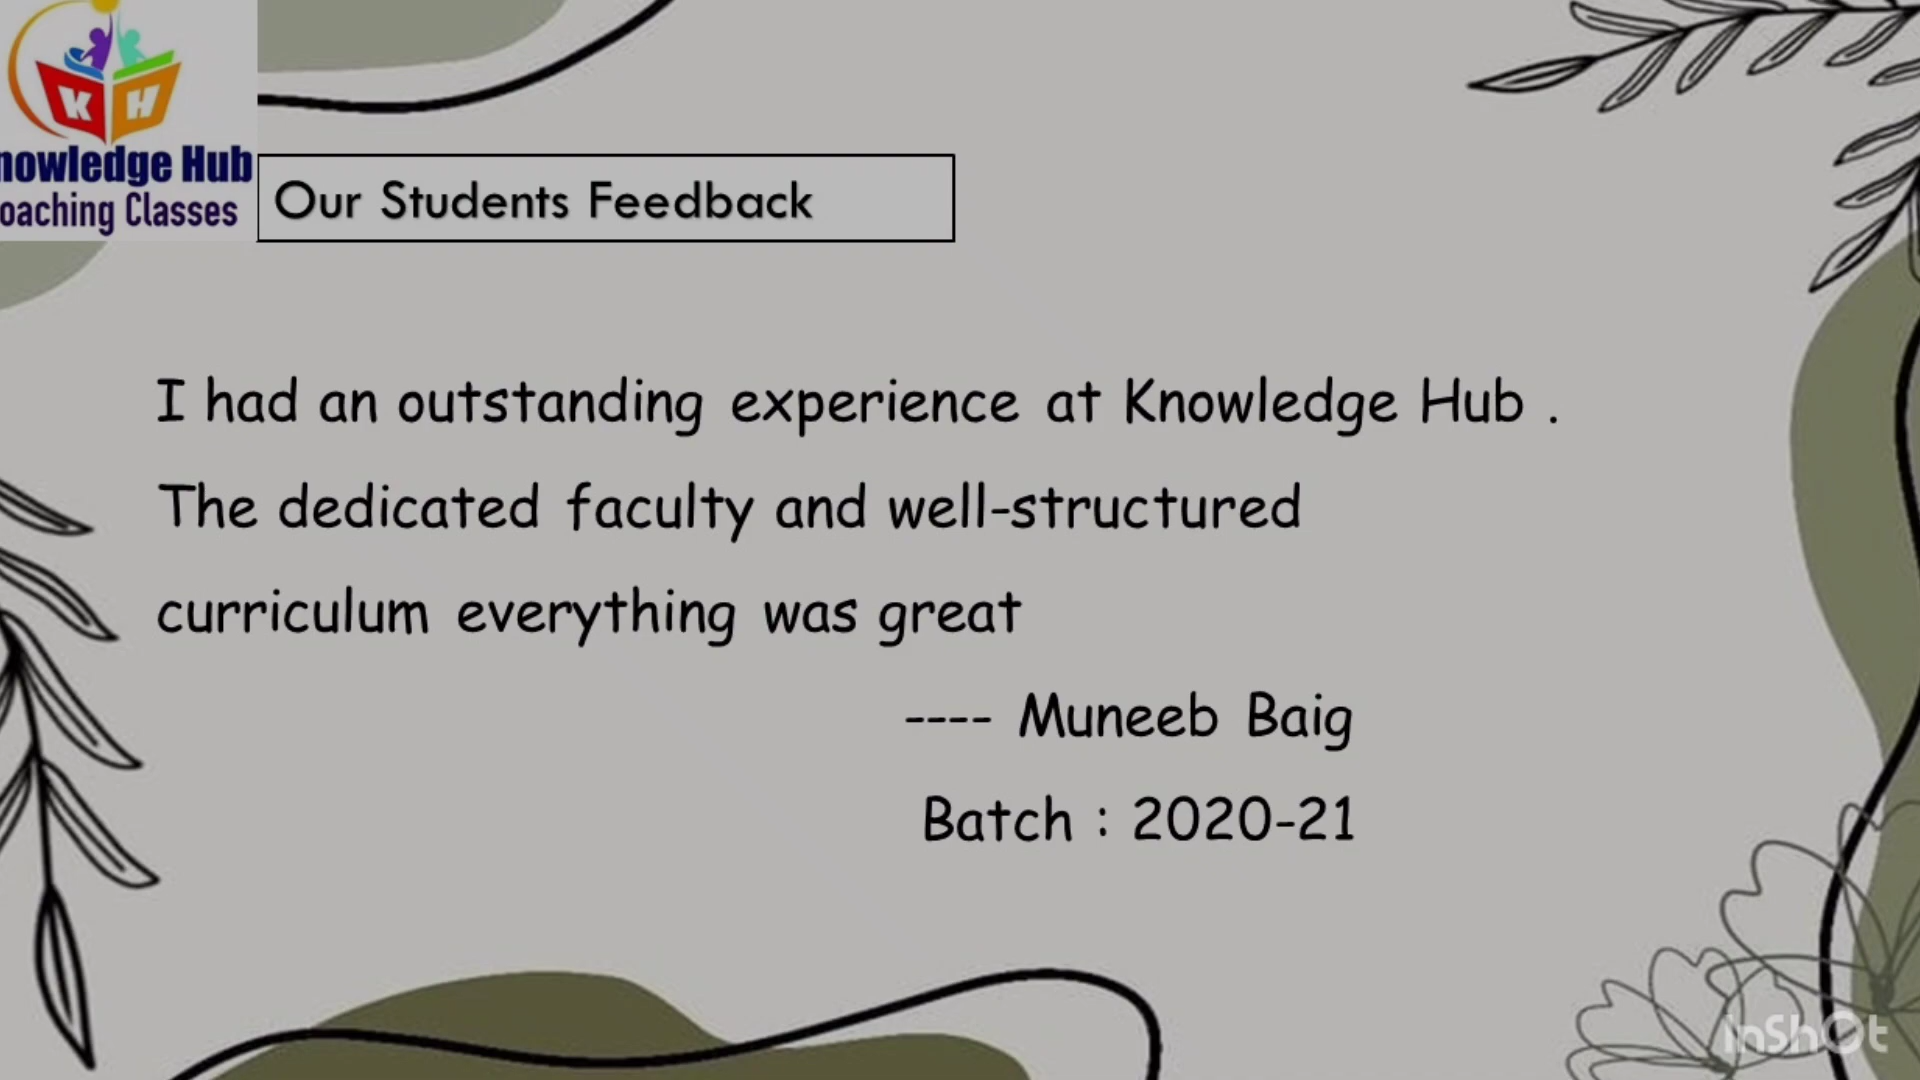 K H
nowledge Hub
oaching Classes
Our Students Feedback
I had an outstanding experience at Knowledge Hub .
The dedicated faculty and well-structured
curriculum everything was great
---- Muneeb Baig
Batch : 2020-21
InShOt